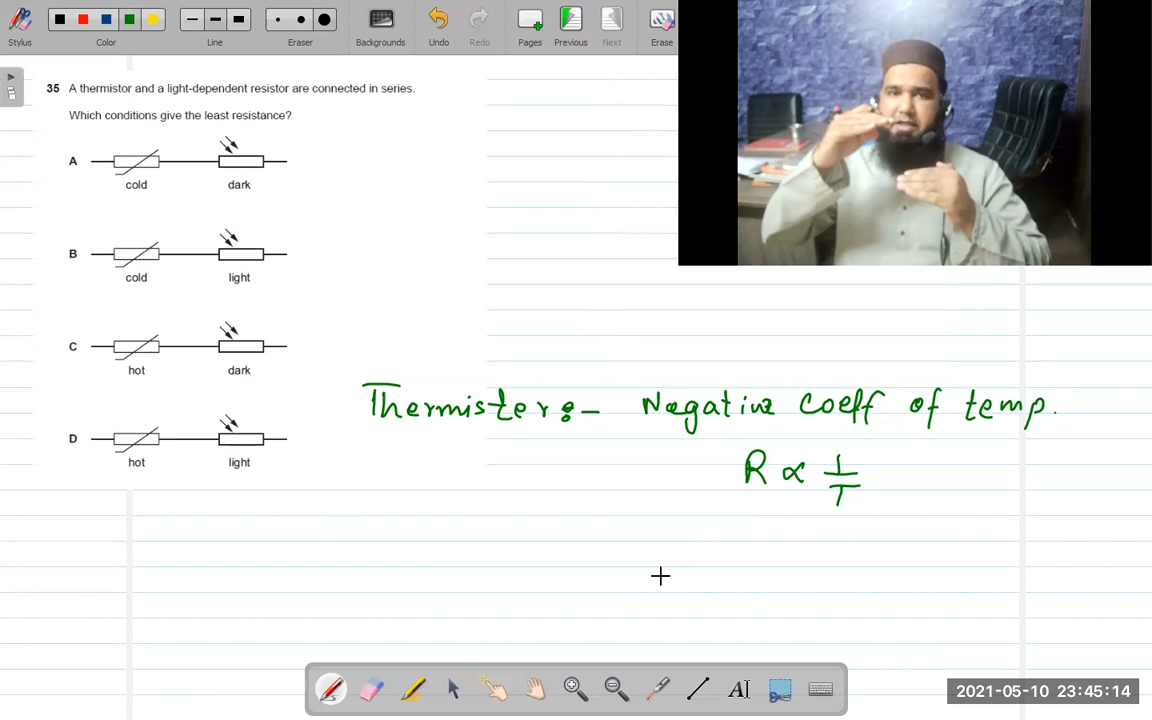 Stylus
Color
Line
Eraser
Backgrounds
Undo
Redo
Pages
Previous
Next
Erase
35 A thermistor and a light-dependent resistor are connected in series.
Which conditions give the least resistance?
A
cold dark
B
cold light
C
hot dark
D
hot light
Thermister:- Negative coeff of temp.
R ∝ 1/T
AI
2021-05-10 23:45:14